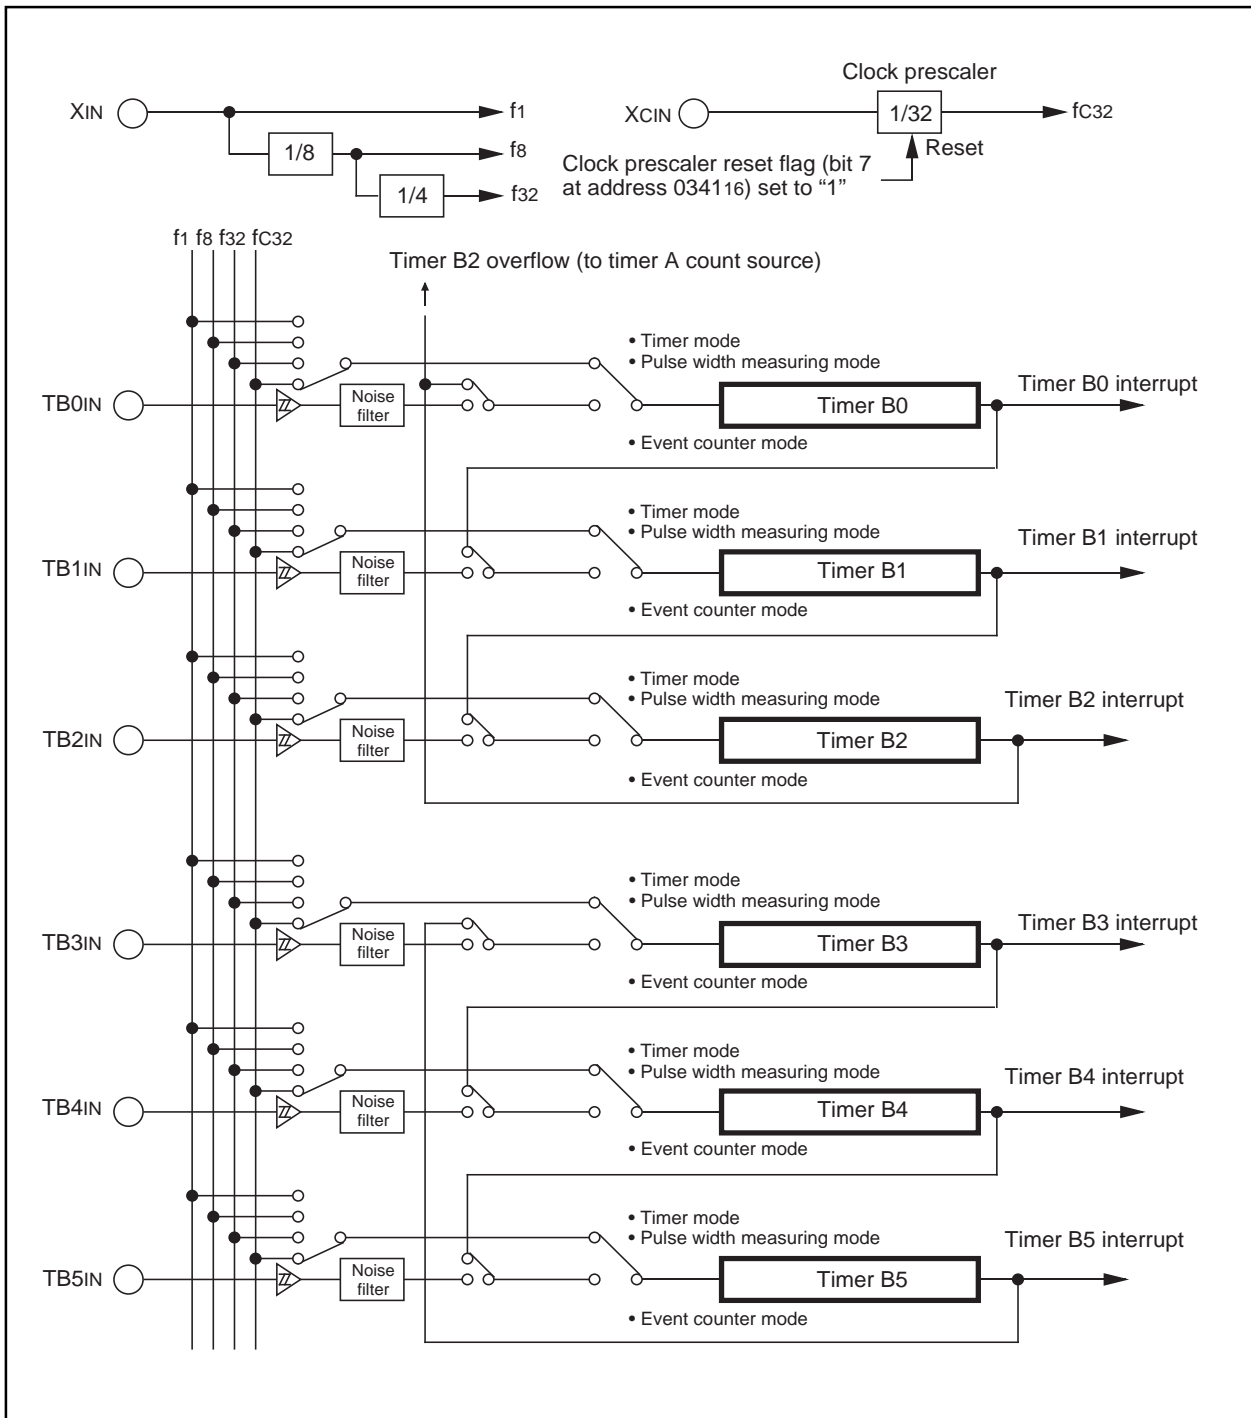 Clock prescaler
XIN
f1
XCIN
1/32
fC32
1/8
f8
Reset
Clock prescaler reset flag (bit 7
at address 034116) set to “1”
1/4
f32
f1 f8 f32 fC32
Timer B2 overflow (to timer A count source)
• Timer mode
• Pulse width measuring mode
TB0IN
Noise
filter
Timer B0
Timer B0 interrupt
• Event counter mode
• Timer mode
• Pulse width measuring mode
TB1IN
Noise
filter
Timer B1
Timer B1 interrupt
• Event counter mode
• Timer mode
• Pulse width measuring mode
TB2IN
Noise
filter
Timer B2
Timer B2 interrupt
• Event counter mode
• Timer mode
• Pulse width measuring mode
TB3IN
Noise
filter
Timer B3
Timer B3 interrupt
• Event counter mode
• Timer mode
• Pulse width measuring mode
TB4IN
Noise
filter
Timer B4
Timer B4 interrupt
• Event counter mode
• Timer mode
• Pulse width measuring mode
TB5IN
Noise
filter
Timer B5
Timer B5 interrupt
• Event counter mode